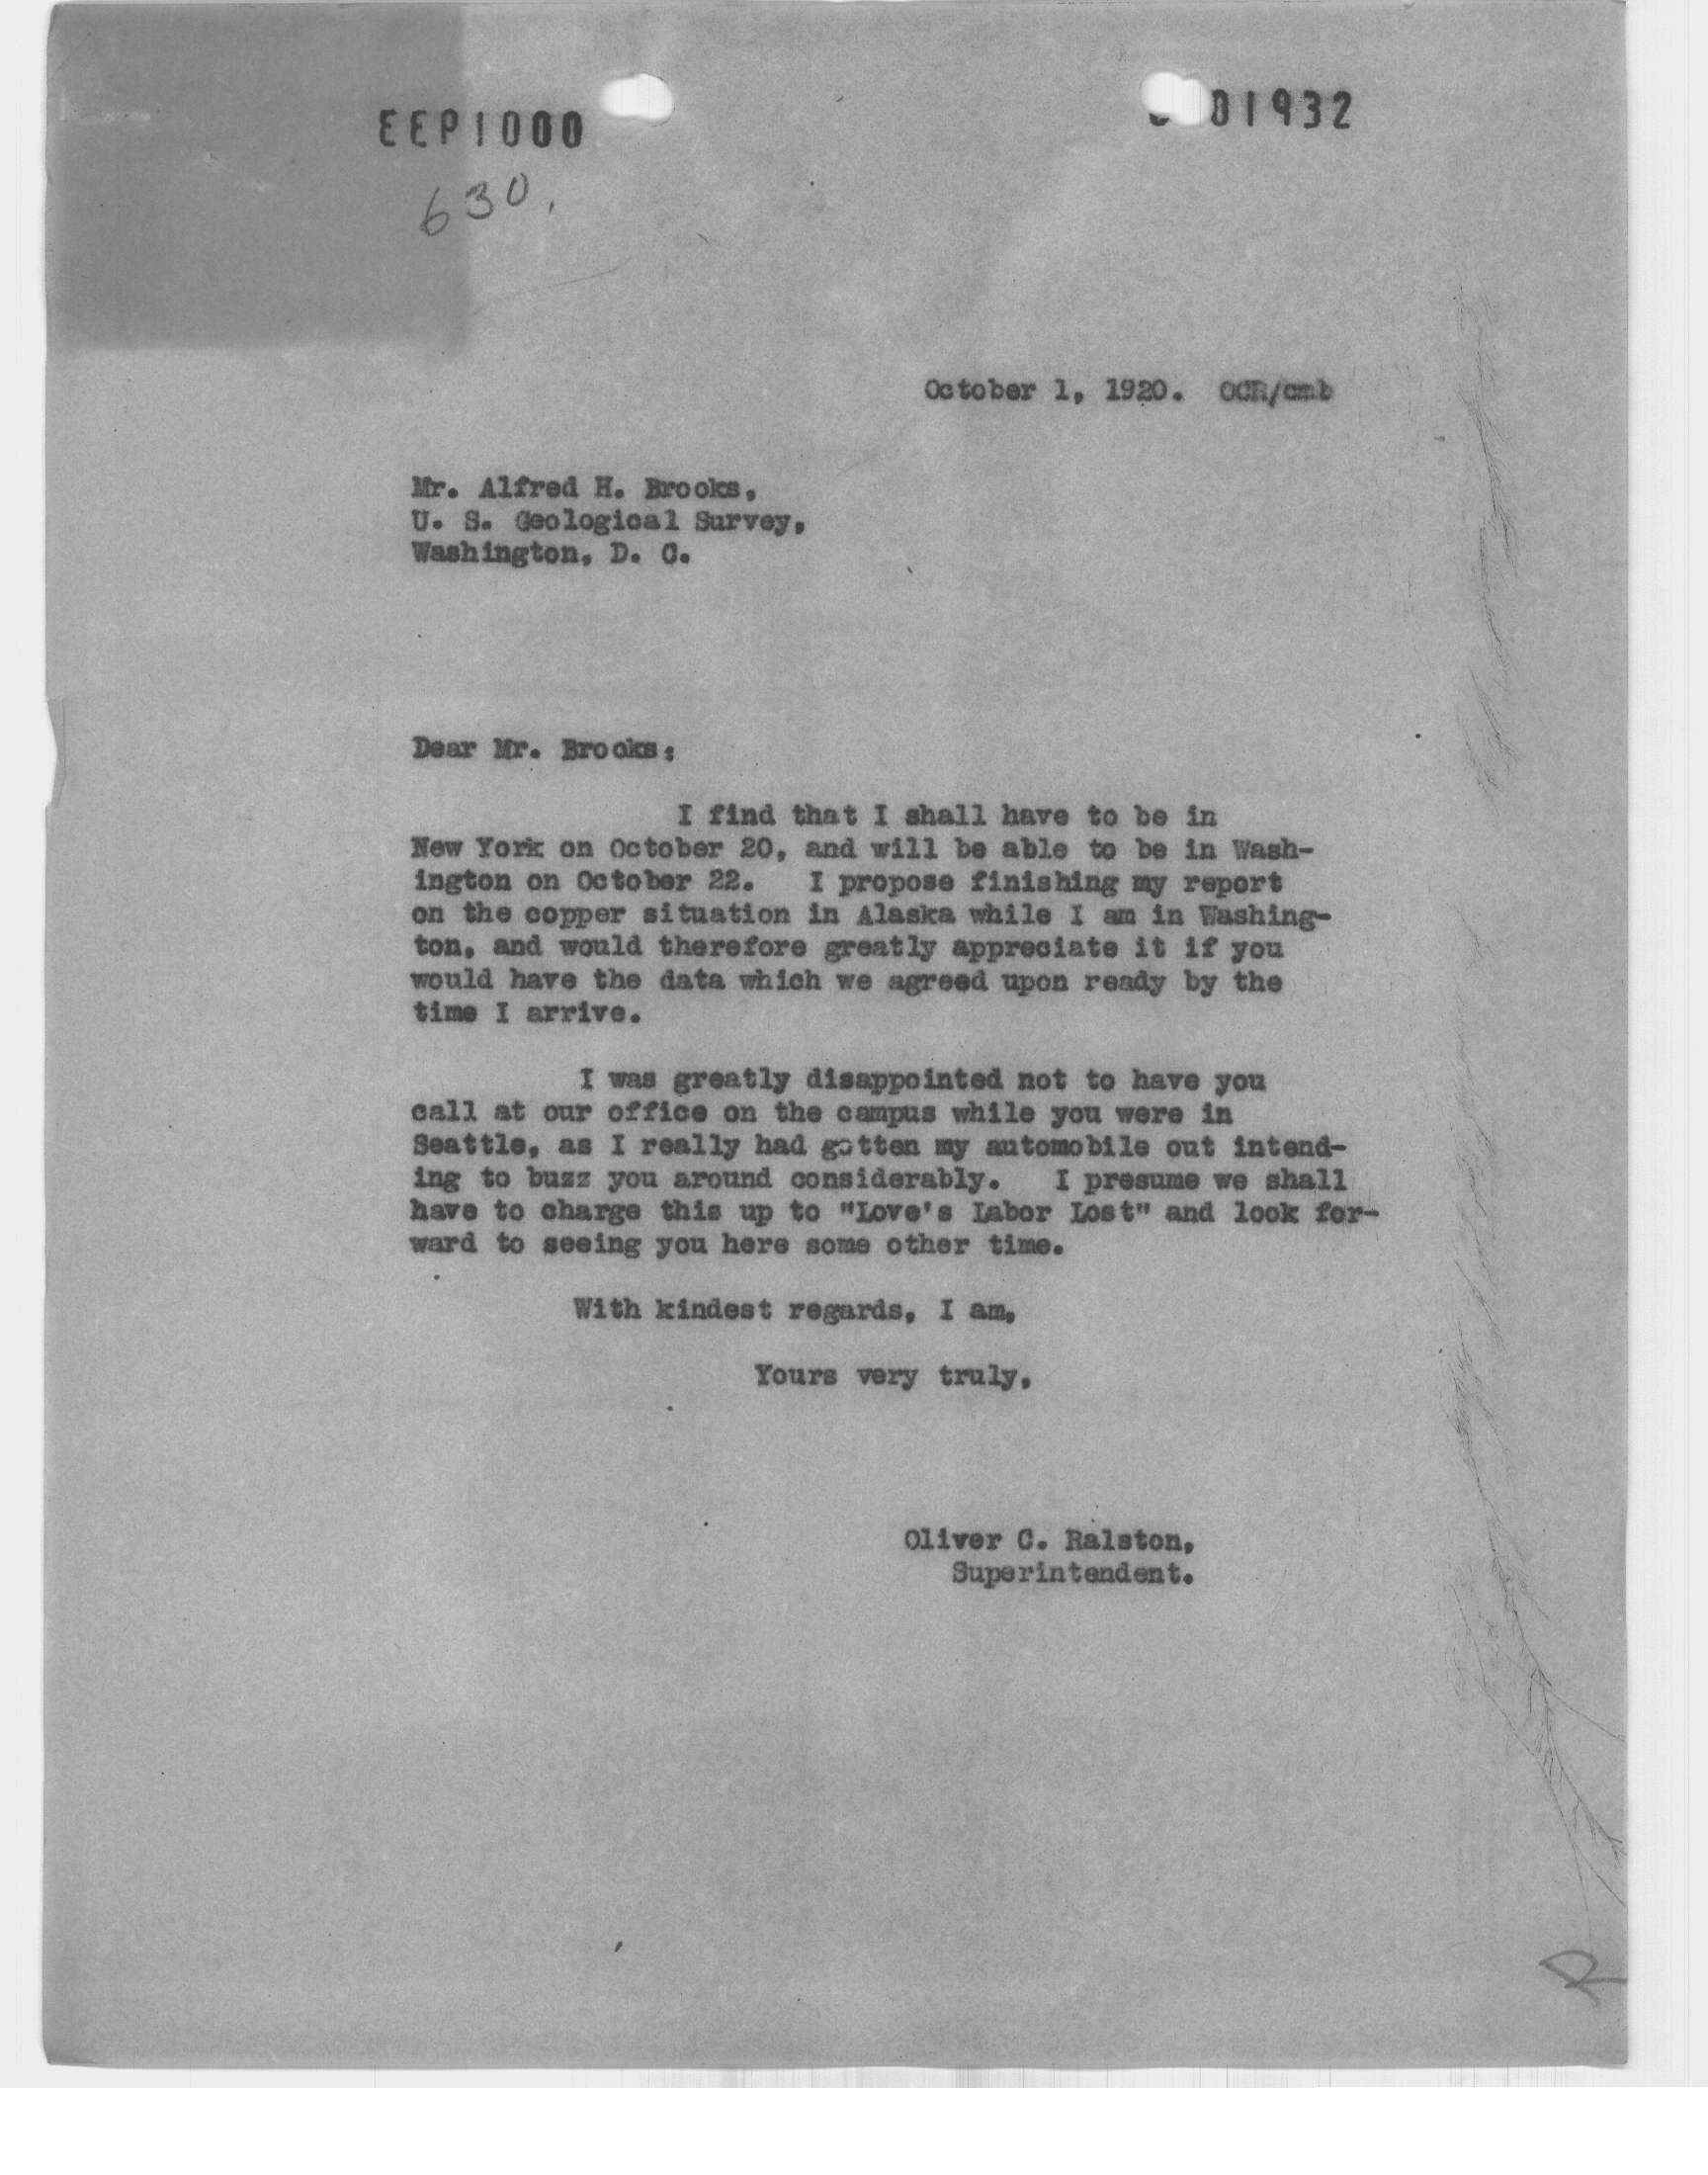 EEP1000
01932
630.
October 1, 1920. OCR/cmb
Mr. Alfred H. Brooks,
U. S. Geological Survey,
Washington, D. C.
Dear Mr. Brooks:
I find that I shall have to be in
New York on October 20, and will be able to be in Wash-
ington on October 22. I propose finishing my report
on the copper situation in Alaska while I am in Washing-
ton, and would therefore greatly appreciate it if you
would have the data which we agreed upon ready by the
time I arrive.
I was greatly disappointed not to have you
call at our office on the campus while you were in
Seattle, as I really had gotten my automobile out intend-
ing to buzz you around considerably. I presume we shall
have to charge this up to "Love's Labor Lost" and look for-
ward to seeing you here some other time.
With kindest regards, I am,
Yours very truly,
Oliver C. Ralston,
Superintendent.